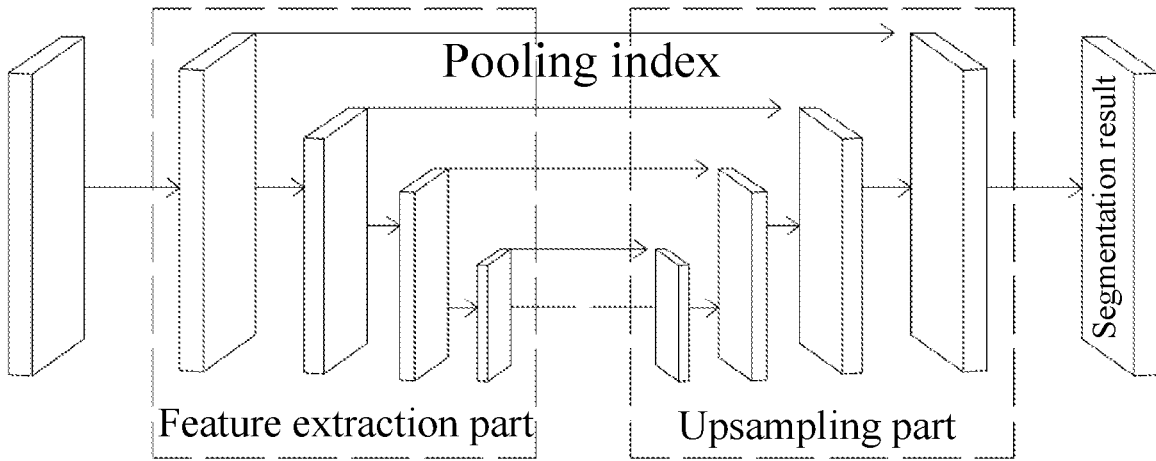 Pooling index
Segmentation result
Feature extraction part
Upsampling part